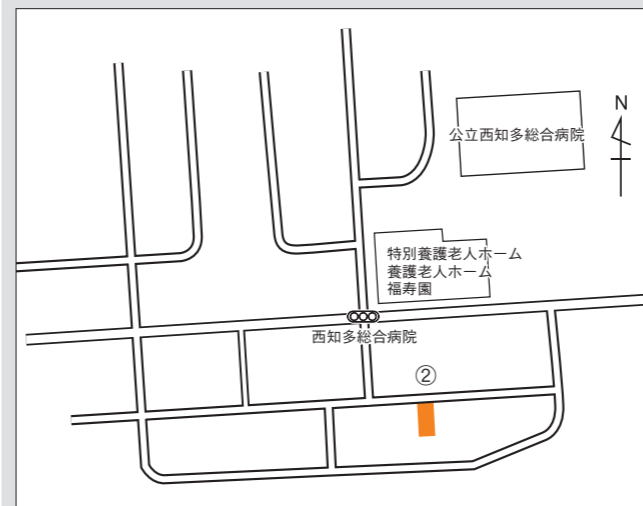 N
公立西知多総合病院
特別養護老人ホーム
養護老人ホーム
福寿園
西知多総合病院
②